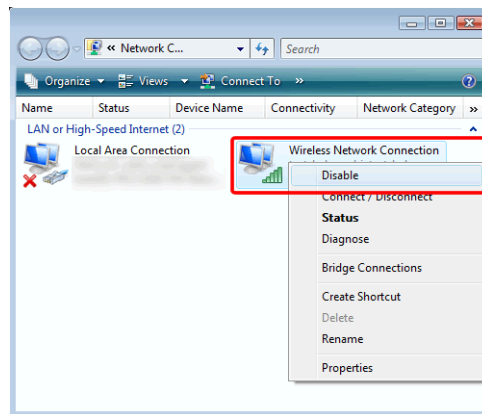 « Network C...
Search
Organize Views Connect To »
Name Status Device Name Connectivity Network Category »
LAN or High-Speed Internet (2)
Local Area Connection
Wireless Network Connection
Disable
Connect / Disconnect
Status
Diagnose
Bridge Connections
Create Shortcut
Delete
Rename
Properties